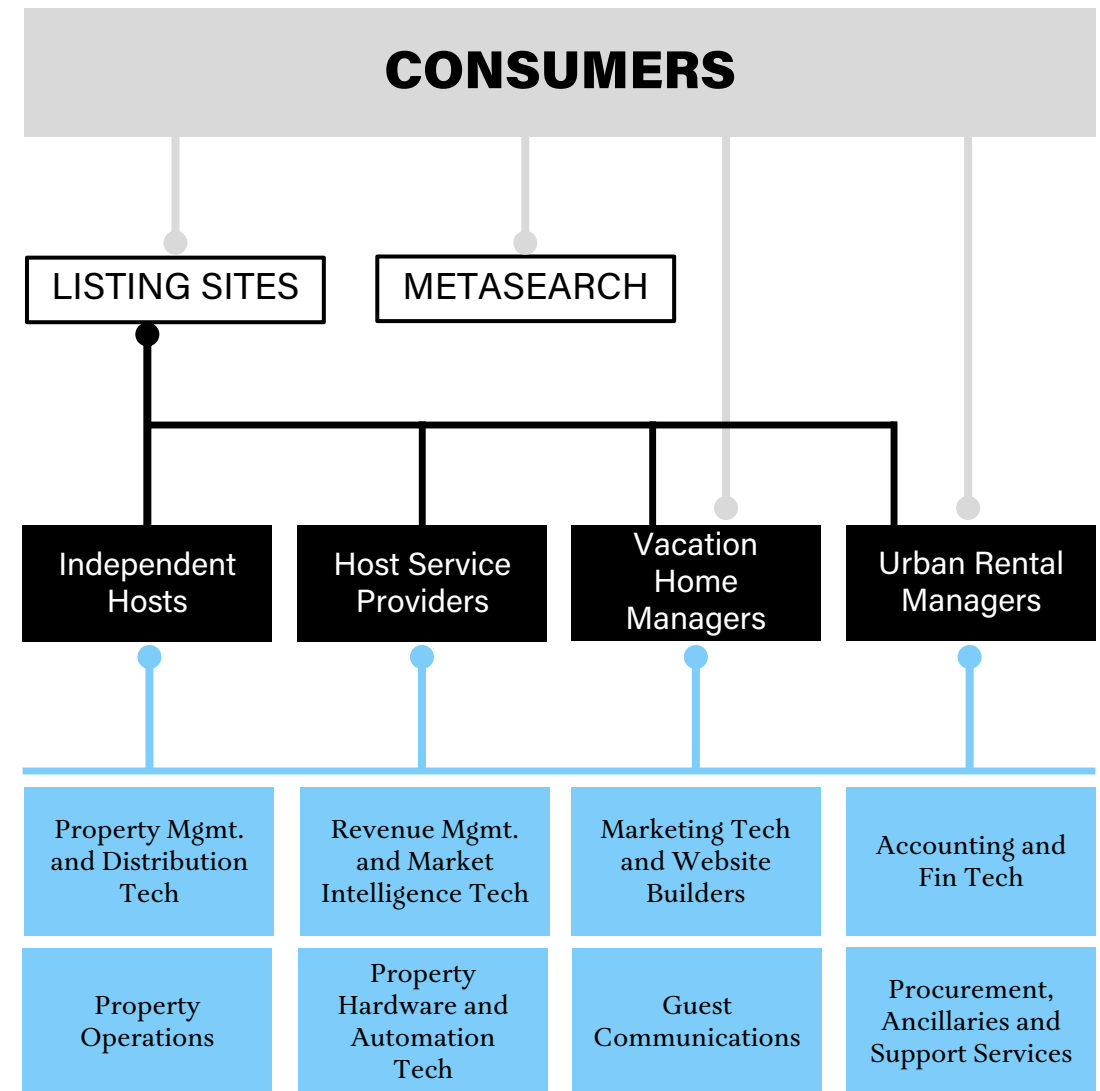 CONSUMERS
LISTING SITES
METASEARCH
Independent
Hosts
Host Service
Providers
Vacation
Home
Managers
Urban Rental
Managers
Property Mgmt.
and Distribution
Tech
Revenue Mgmt.
and Market
Intelligence Tech
Marketing Tech
and Website
Builders
Accounting and
Fin Tech
Property
Operations
Property
Hardware and
Automation
Tech
Guest
Communications
Procurement,
Ancillaries and
Support Services